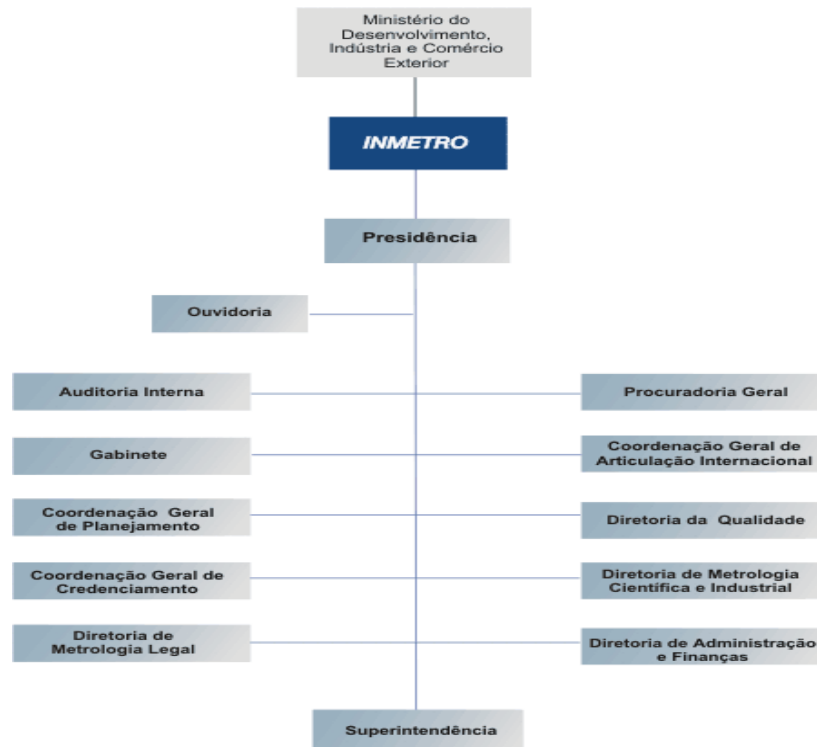 Ministério do
Desenvolvimento,
Indústria e Comércio
Exterior
INMETRO
Presidência
Ouvidoria
Auditoria Interna
Procuradoria Geral
Gabinete
Coordenação Geral de
Articulação Internacional
Coordenação Geral
de Planejamento
Diretoria da Qualidade
Coordenação Geral de
Credenciamento
Diretoria de Metrologia
Científica e Industrial
Diretoria de
Metrologia Legal
Diretoria de Administração
e Finanças
Superintendência